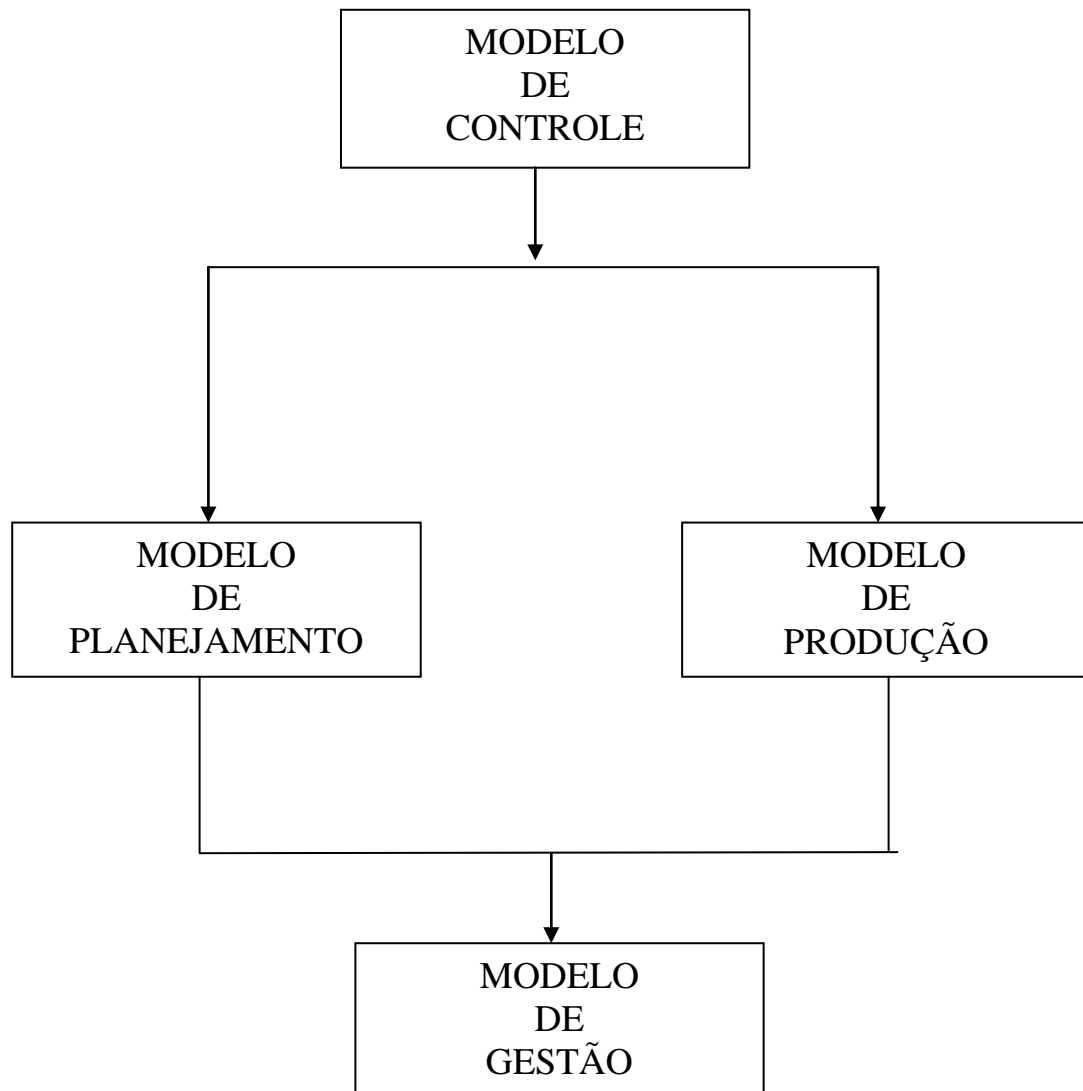 MODELO
DE
CONTROLE
MODELO
DE
PLANEJAMENTO
MODELO
DE
PRODUÇÃO
MODELO
DE
GESTÃO